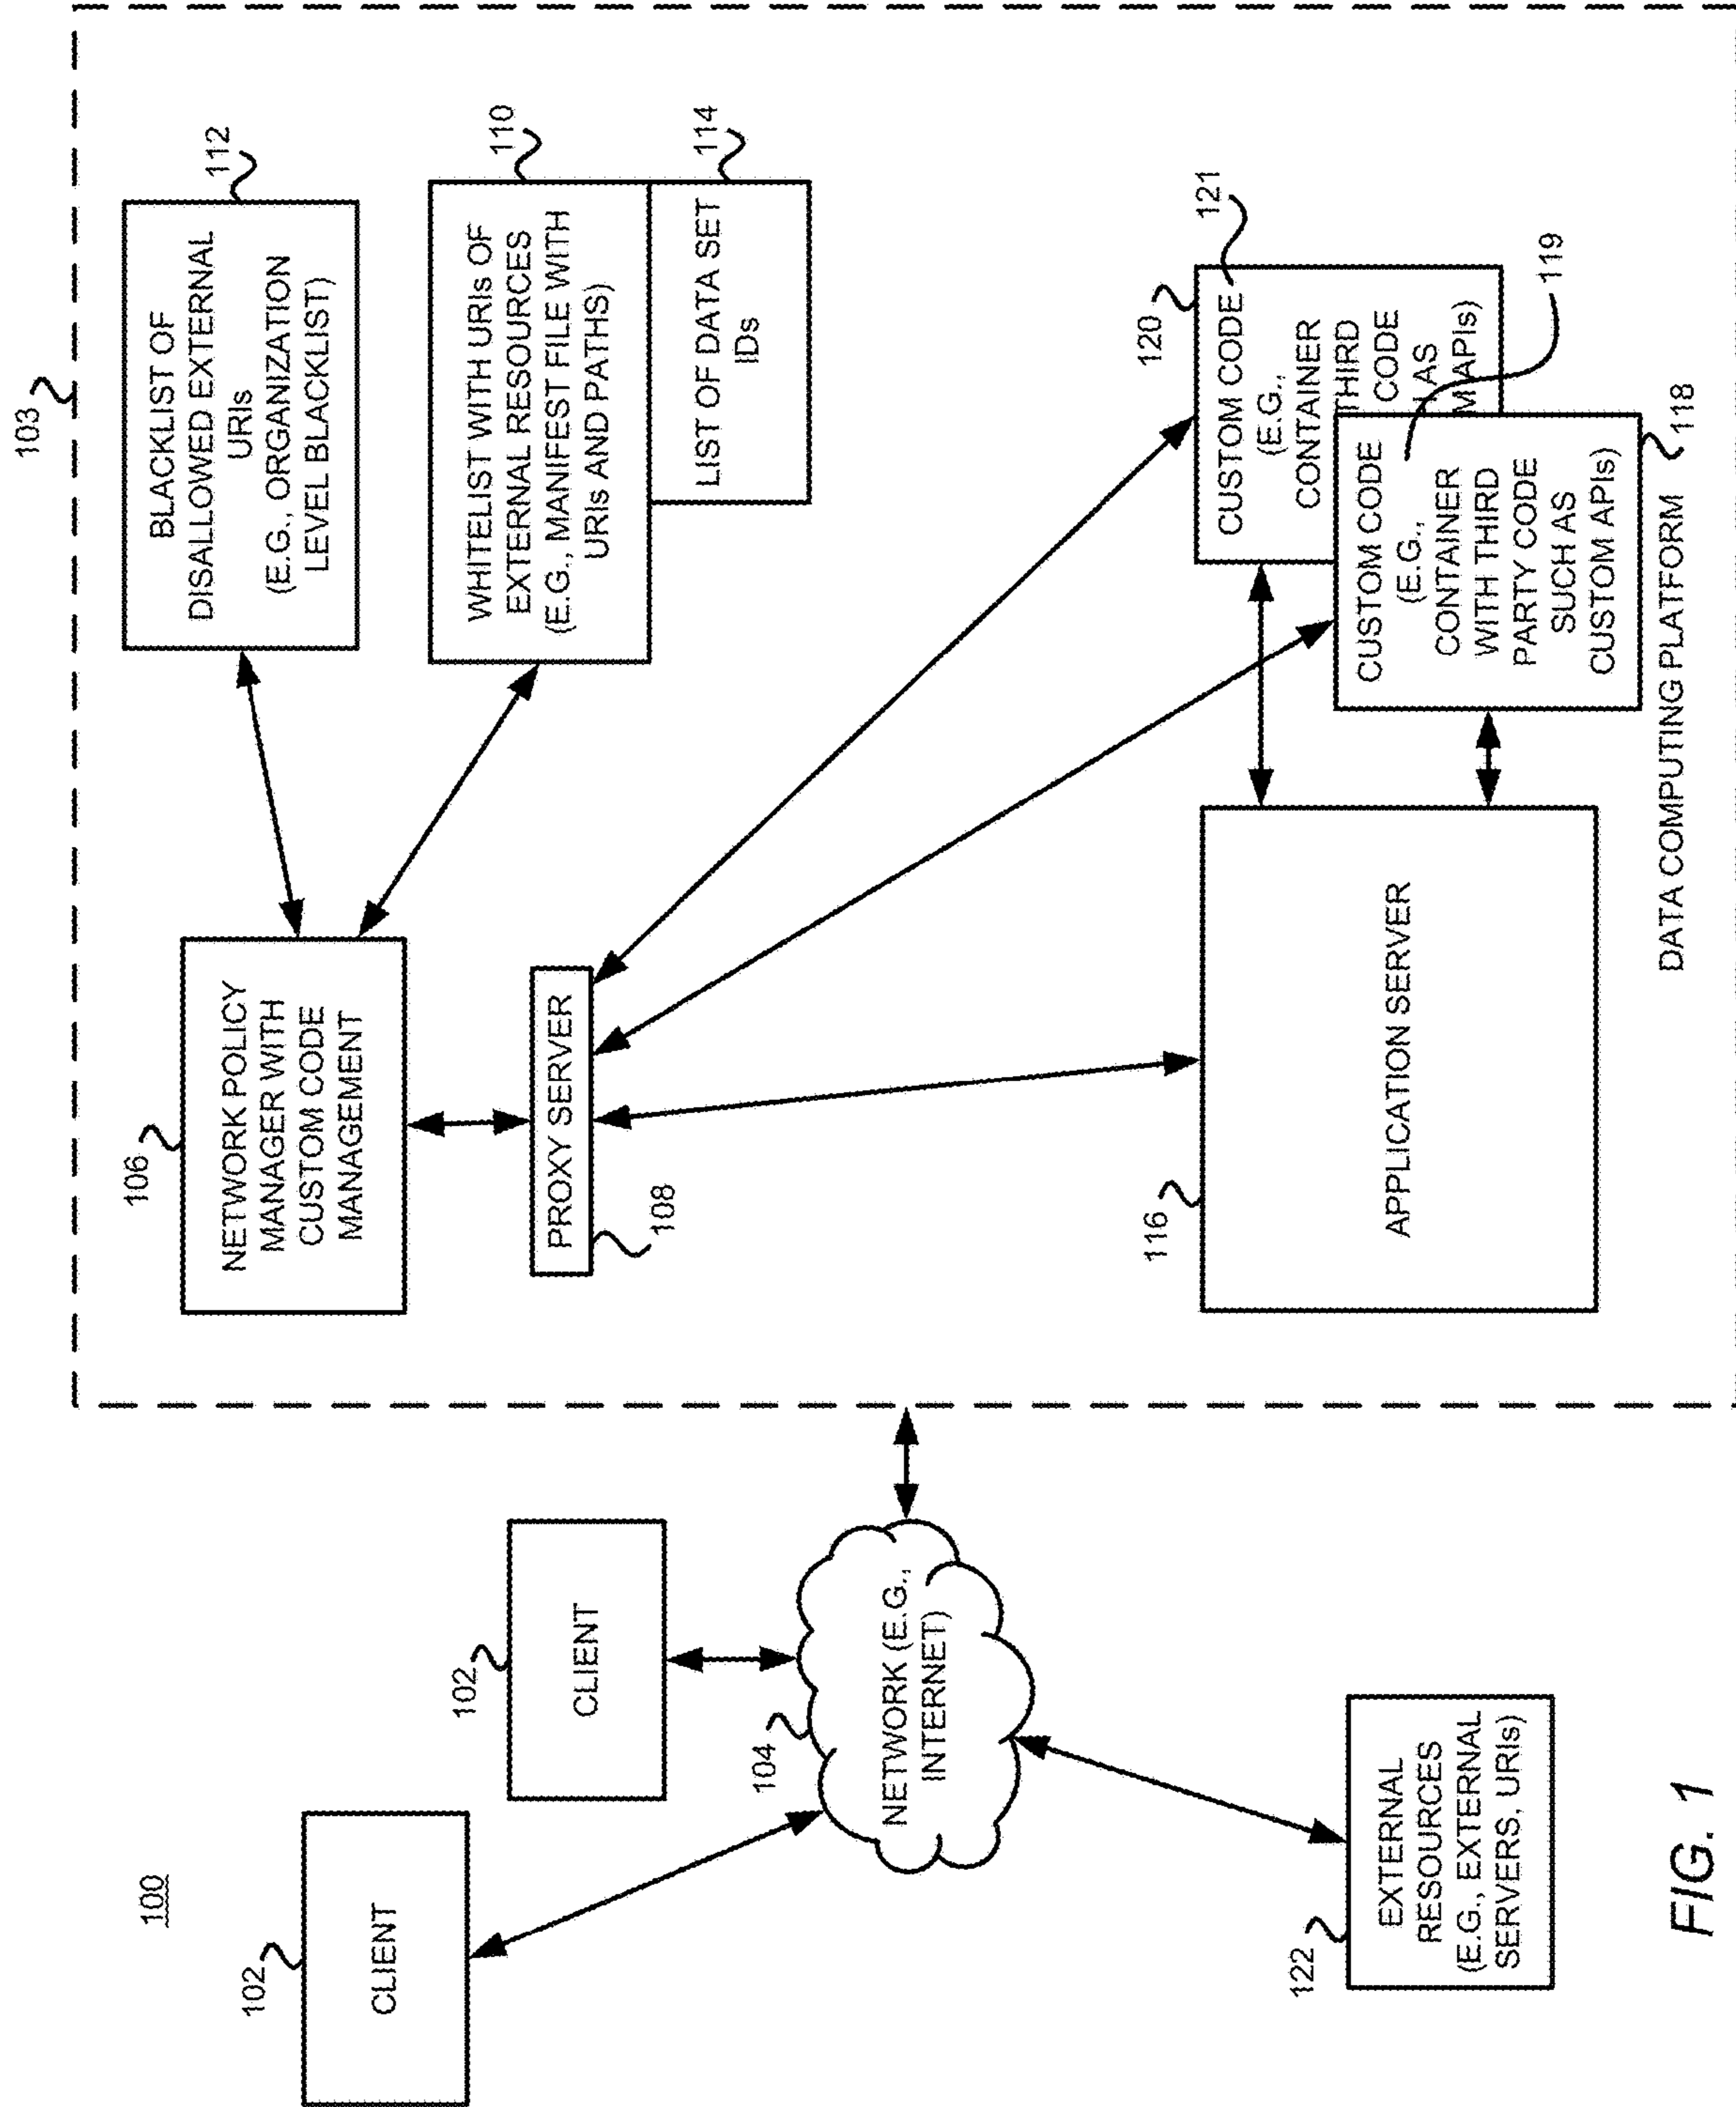 100
102
CLIENT
102
CLIENT
104
NETWORK (E.G.,
INTERNET)
122
EXTERNAL
RESOURCES
(E.G., EXTERNAL
SERVERS, URIs)
103
106
NETWORK POLICY
MANAGER WITH
CUSTOM CODE
MANAGEMENT
PROXY SERVER
108
112
BLACKLIST OF
DISALLOWED EXTERNAL
URIs
(E.G., ORGANIZATION
LEVEL BLACKLIST)
110
WHITELIST WITH URIs OF
EXTERNAL RESOURCES
(E.G., MANIFEST FILE WITH
URIs AND PATHS)
114
LIST OF DATA SET
IDs
116
APPLICATION SERVER
120
121
CUSTOM CODE
(E.G.,
CONTAINER
THIRD
CODE
AS
M APIs)
119
CUSTOM CODE
(E.G.,
CONTAINER
WITH THIRD
PARTY CODE
SUCH AS
CUSTOM APIs)
118
DATA COMPUTING PLATFORM
FIG. 1